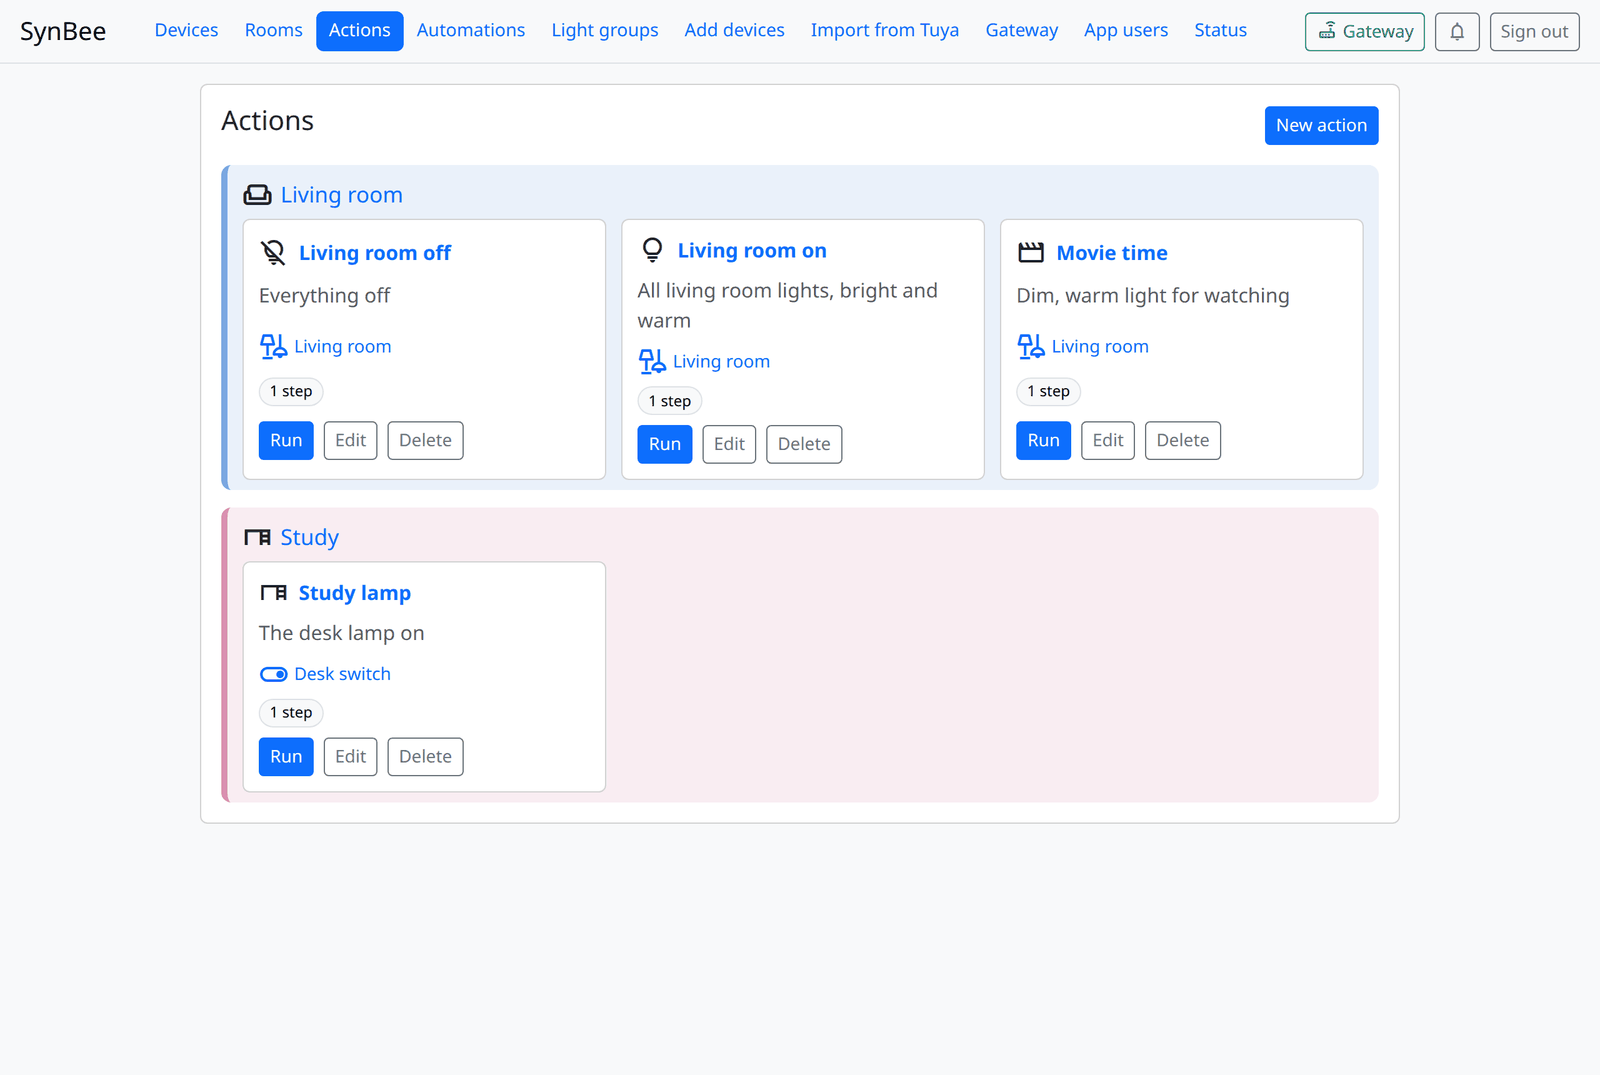 SynBee
Devices
Rooms
Actions
Automations
Light groups
Add devices
Import from Tuya
Gateway
App users
Status
Gateway
Sign out
Actions
New action
Living room
Living room off
Everything off
Living room
1 step
Run
Edit
Delete
Living room on
All living room lights, bright and
warm
Living room
1 step
Run
Edit
Delete
Movie time
Dim, warm light for watching
Living room
1 step
Run
Edit
Delete
Study
Study lamp
The desk lamp on
Desk switch
1 step
Run
Edit
Delete